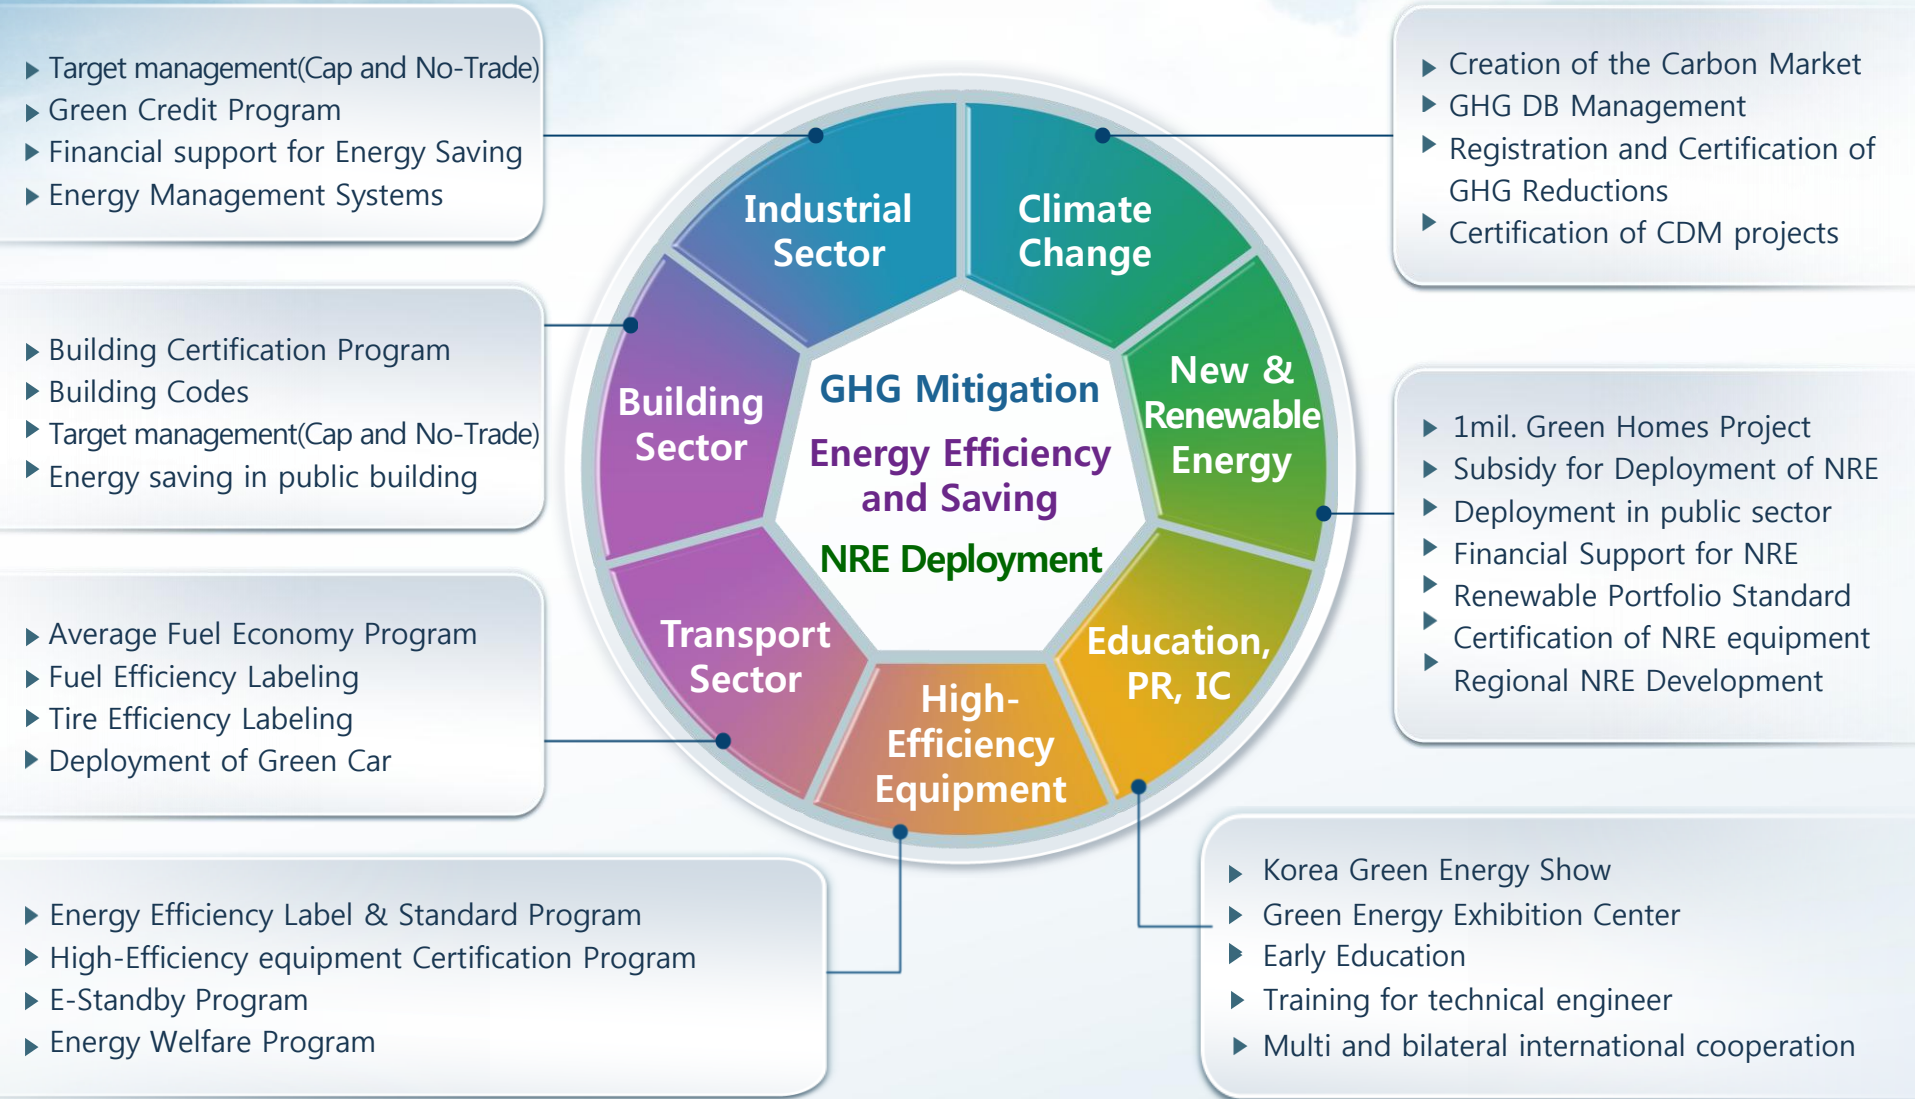 Target management(Cap and No-Trade)
Green Credit Program
Financial support for Energy Saving
Energy Management Systems
Building Certification Program
Building Codes
Target management(Cap and No-Trade)
Energy saving in public building
Average Fuel Economy Program
Fuel Efficiency Labeling
Tire Efficiency Labeling
Deployment of Green Car
Energy Efficiency Label & Standard Program
High-Efficiency equipment Certification Program
E-Standby Program
Energy Welfare Program
Industrial
Sector
Climate
Change
Building
Sector
New &
Renewable
Energy
Transport
Sector
High-
Efficiency
Equipment
Education,
PR, IC
GHG Mitigation
Energy Efficiency
and Saving
NRE Deployment
Creation of the Carbon Market
GHG DB Management
Registration and Certification of
GHG Reductions
Certification of CDM projects
1mil. Green Homes Project
Subsidy for Deployment of NRE
Deployment in public sector
Financial Support for NRE
Renewable Portfolio Standard
Certification of NRE equipment
Regional NRE Development
Korea Green Energy Show
Green Energy Exhibition Center
Early Education
Training for technical engineer
Multi and bilateral international cooperation